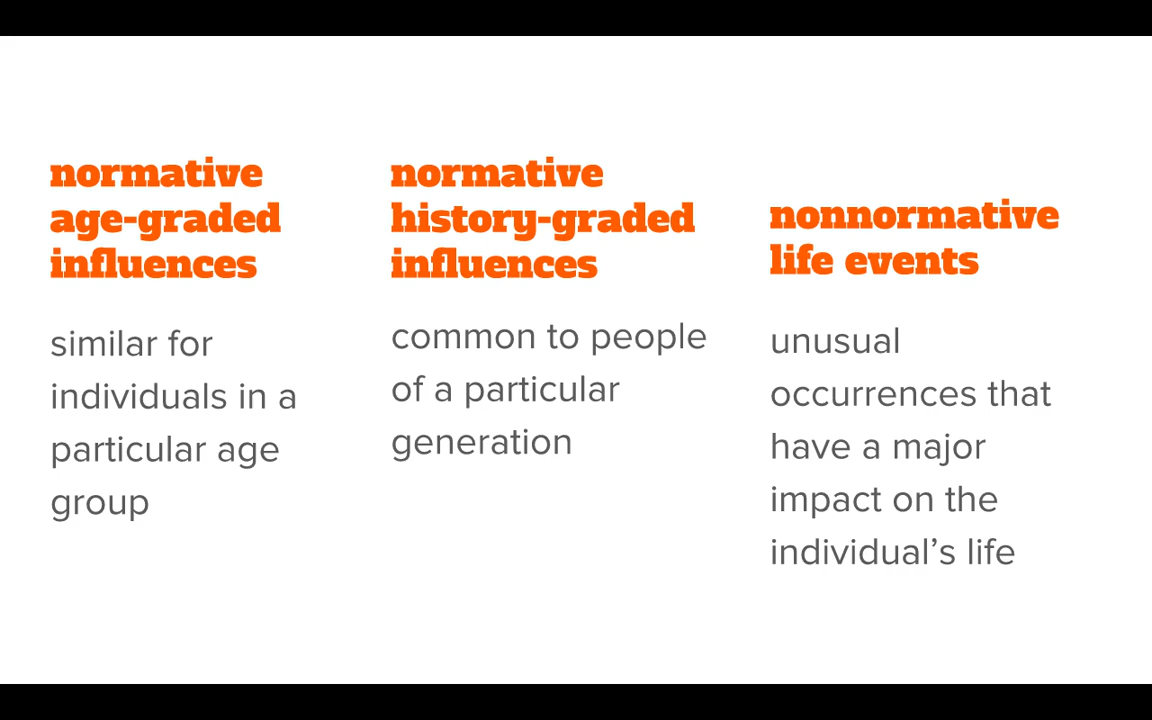 normative
age-graded
influences
similar for
individuals in a
particular age
group
normative
history-graded
influences
common to people
of a particular
generation
nonnormative
life events
unusual
occurrences that
have a major
impact on the
individual’s life